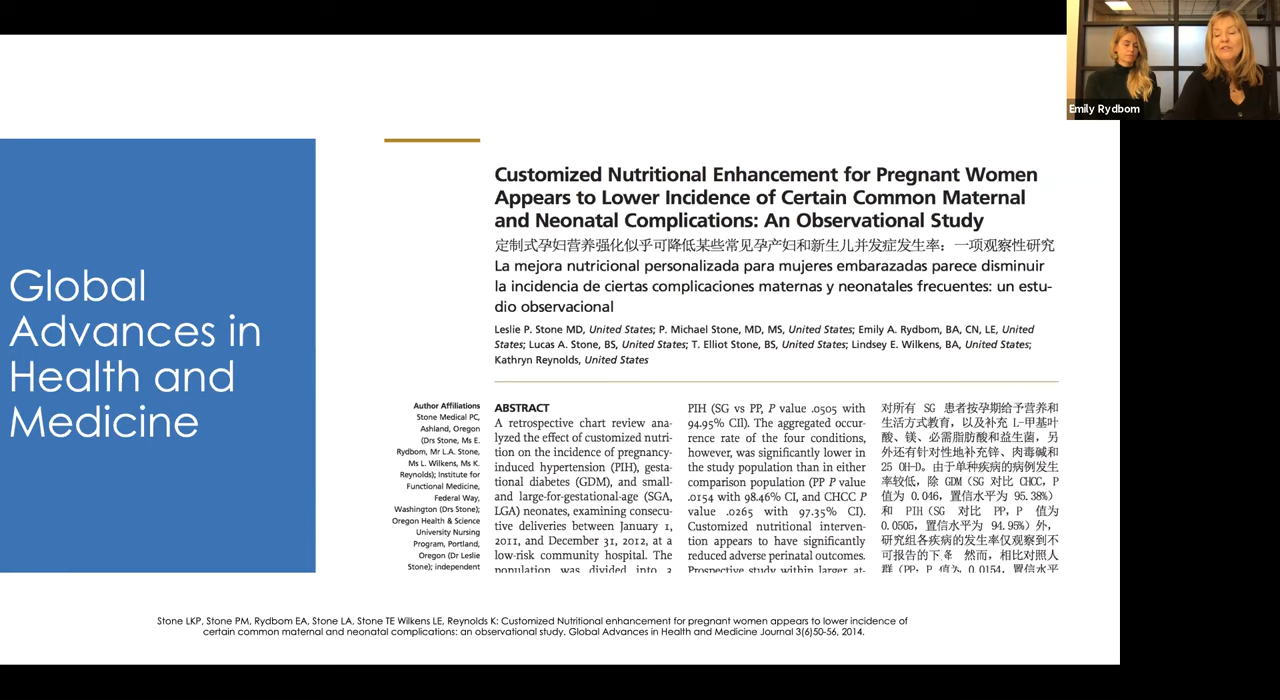 Emily Rydbom
Global
Advances in
Health and
Medicine
Customized Nutritional Enhancement for Pregnant Women
Appears to Lower Incidence of Certain Common Maternal
and Neonatal Complications: An Observational Study
定制式孕妇营养强化似乎可降低某些常见孕产妇和新生儿并发症发生率：一项观察性研究
La mejora nutricional personalizada para mujeres embarazadas parece disminuir
la incidencia de ciertas complicaciones maternas y neonatales frecuentes: un estu-
dio observacional
Leslie P. Stone MD, United States; P. Michael Stone, MD, MS, United States; Emily A. Rydbom, BA, CN, LE, United
States; Lucas A. Stone, BS, United States; T. Elliot Stone, BS, United States; Lindsey E. Wilkens, BA, United States;
Kathryn Reynolds, United States
Author Affiliations
Stone Medical PC,
Ashland, Oregon
(Drs Stone, Ms E.
Rydbom, Mr L.A. Stone,
Ms L. Wilkens, Ms K.
Reynolds); Institute for
Functional Medicine,
Federal Way,
Washington (Drs Stone);
Oregon Health & Science
University Nursing
Program, Portland,
Oregon (Dr Leslie
Stone); independent
ABSTRACT
A retrospective chart review ana-
lyzed the effect of customized nutri-
tion on the incidence of pregnancy-
induced hypertension (PIH), gesta-
tional diabetes (GDM), and small-
and large-for-gestational-age (SGA,
LGA) neonates, examining consecu-
tive deliveries between January 1,
2011, and December 31, 2012, at a
low-risk community hospital. The
population was divided into 3
PIH (SG vs PP, P value .0505 with
94.95% CII). The aggregated occur-
rence rate of the four conditions,
however, was significantly lower in
the study population than in either
comparison population (PP P value
.0154 with 98.46% CI, and CHCC P
value .0265 with 97.35% CI).
Customized nutritional interven-
tion appears to have significantly
reduced adverse perinatal outcomes.
Prospective study within larger, at-
对所有 SG 患者按孕期给予营养和
生活方式教育，以及补充 L-甲基叶
酸、镁、必需脂肪酸和益生菌，另
外还有针对性地补充锌、肉毒碱和
25 OH-D。由于单种疾病的病例发生
率较低，除 GDM（SG 对比 CHCC，P
值为 0.046，置信水平为 95.38%）
和 PIH（SG 对比 PP，P 值为
0.0505，置信水平为 94.95%）外，
研究组各疾病的发生率仅观察到不
可报告的下降 然而，相比对照人
群（PP：P 值为 0.0154，置信水平
Stone LKP, Stone PM, Rydbom EA, Stone LA, Stone TE Wilkens LE, Reynolds K: Customized Nutritional enhancement for pregnant women appears to lower incidence of
certain common maternal and neonatal complications: an observational study. Global Advances in Health and Medicine Journal 3(6)50-56, 2014.